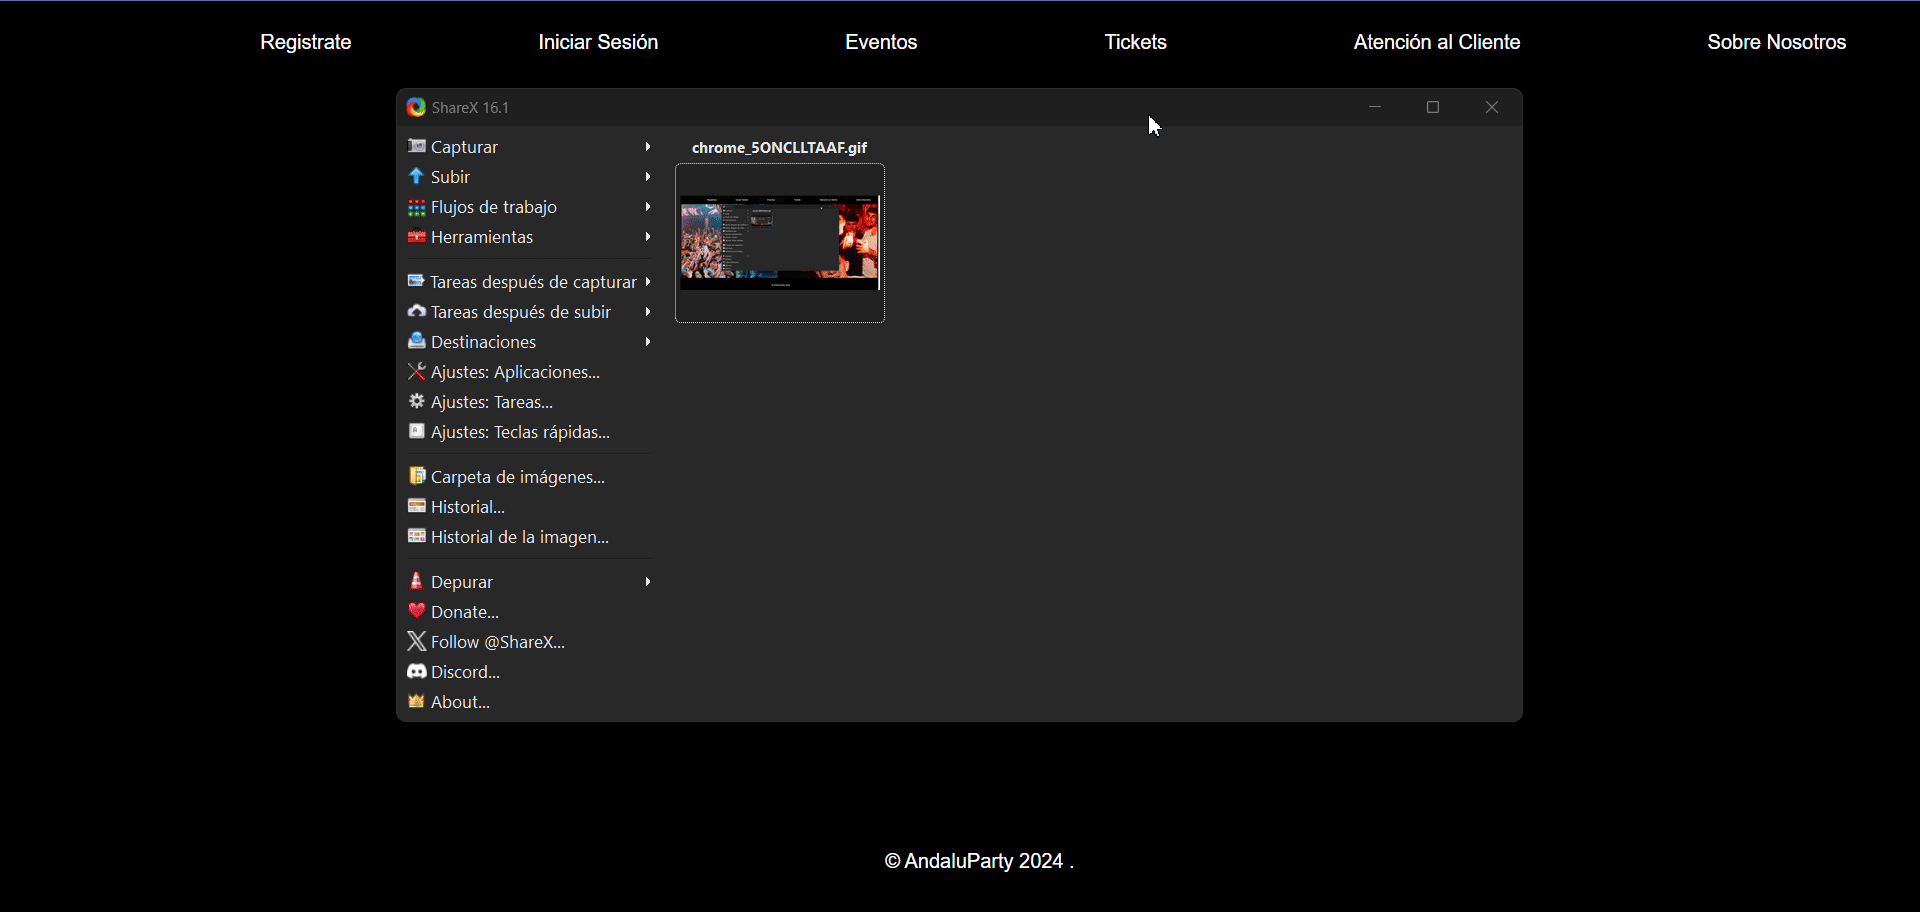 Registrate
Iniciar Sesión
Eventos
Tickets
Atención al Cliente
Sobre Nosotros
ShareX 16.1
Capturar
Subir
Flujos de trabajo
Herramientas
Tareas después de capturar
Tareas después de subir
Destinaciones
Ajustes: Aplicaciones...
Ajustes: Tareas...
Ajustes: Teclas rápidas...
Carpeta de imágenes...
Historial...
Historial de la imagen...
Depurar
Donate...
Follow @ShareX...
Discord...
About...
chrome_5ONCLLTAAF.gif
© AndaluParty 2024 .